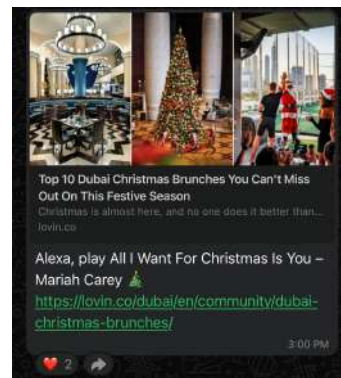 Top 10 Dubai Christmas Brunches You Can't Miss
Out On This Festive Season
Christmas is almost here, and no one does it better than...
lovin.co
Alexa, play All I Want For Christmas Is You –
Mariah Carey 🎄
https://lovin.co/dubai/en/community/dubai-
christmas-brunches/
3:00 PM
❤️ 2